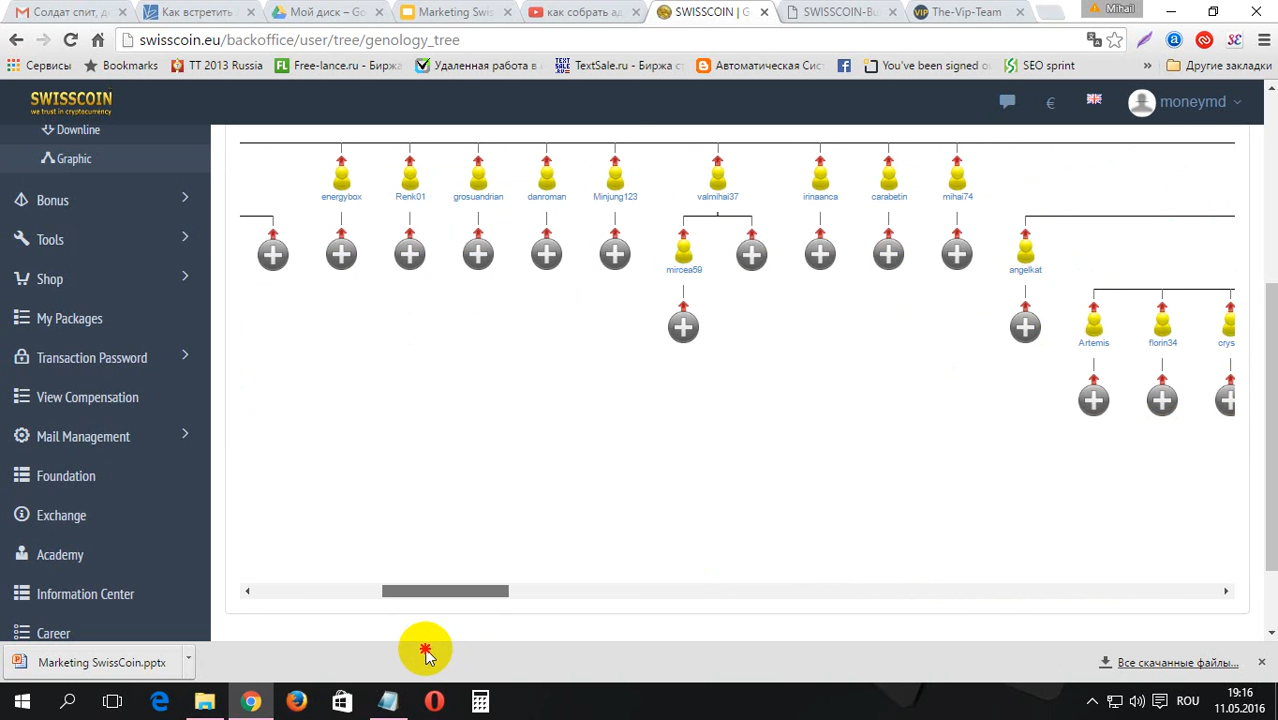 Солдат спит, д
Как встретить
Мой диск – Go
Marketing Swis
как собрать ад
SWISSCOIN | G
SWISSCOIN-Bu
The-Vip-Team
Mihail
swisscoin.eu/backoffice/user/tree/genology_tree
Сервисы
Bookmarks
TT 2013 Russia
FL Free-lance.ru - Биржа
Удаленная работа в
TextSale.ru - Биржа ст
Автоматическая Сист
You've been signed o
SEO sprint
»
Другие закладки
SWISSCOIN
we trust in cryptocurrency
€
moneymd
Downline
Graphic
Bonus
Tools
Shop
My Packages
Transaction Password
View Compensation
Mail Management
Foundation
Exchange
Academy
Information Center
Career
energybox
Renk01
grosuandrian
danroman
Minjung123
valmihai37
irinaanca
carabetin
mihai74
mircea59
angelkat
Artemis
florin34
crys
Marketing SwissCoin.pptx
Все скачанные файлы...
ROU
19:16
11.05.2016